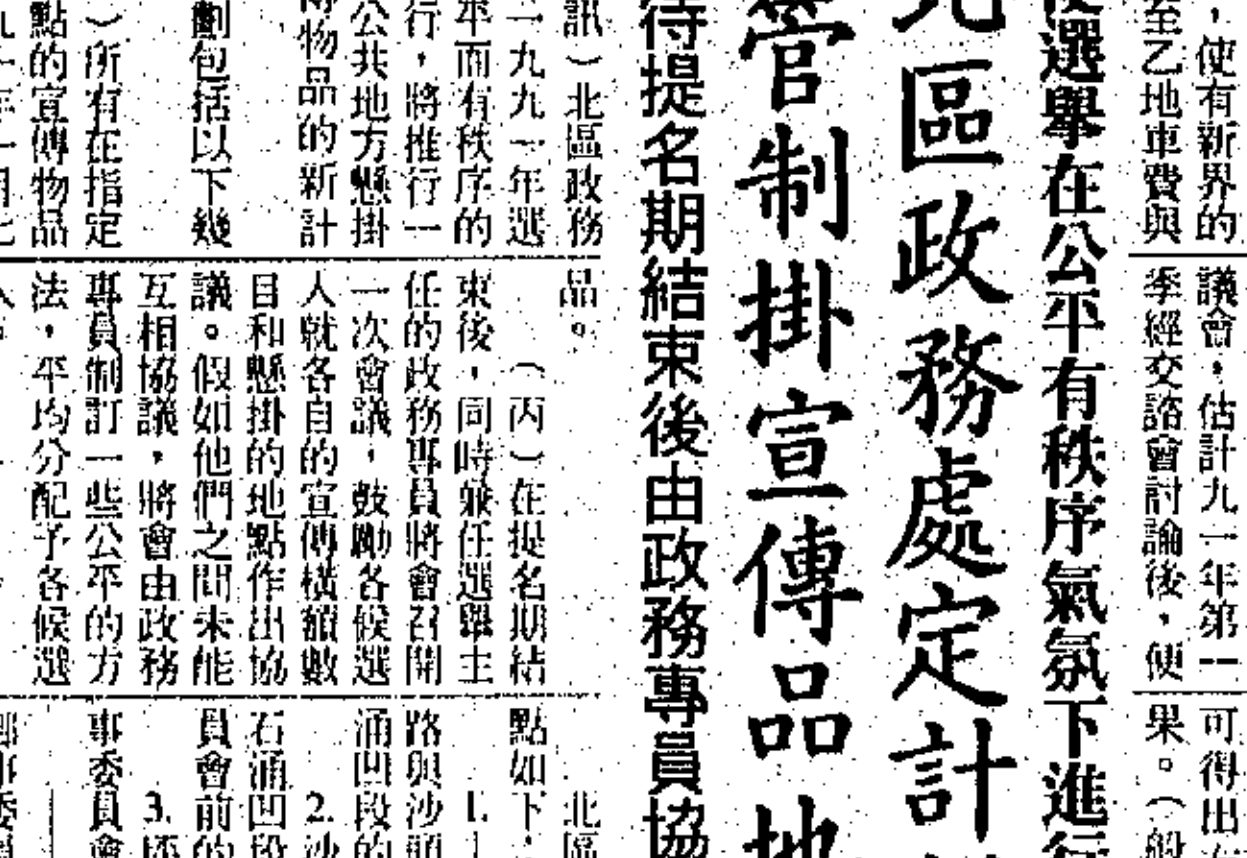 ，使有新界的
至乙地車費與
議會，估計九一年第一
季經交諮會討論後，便
可得出
果。（般
選舉在公平有秩序氣氛下進行
北區政務處定計
管制掛宣傳品地
待提名期結束後由政務專員協
訊）北區政務
一九九一年選
平而有秩序的
行，將推行一
公共地方懸掛
傳物品的新計
劃包括以下幾
）所有在指定
點的宣傳物品
品。
（丙）在提名期結
束後，同時兼任選舉主
任的政務專員將會召開
一次會議，鼓勵各候選
人就各自的宣傳橫額數
目和懸掛的地點作出協
議。假如他們之間未能
互相協議，將會由政務
專員制訂一些公平的方
法，平均分配予各候選
人。
北區
點如下：
1.
路與沙頭
涌凹段的
2.沙
石涌凹段
員會前的
3.
事委員會